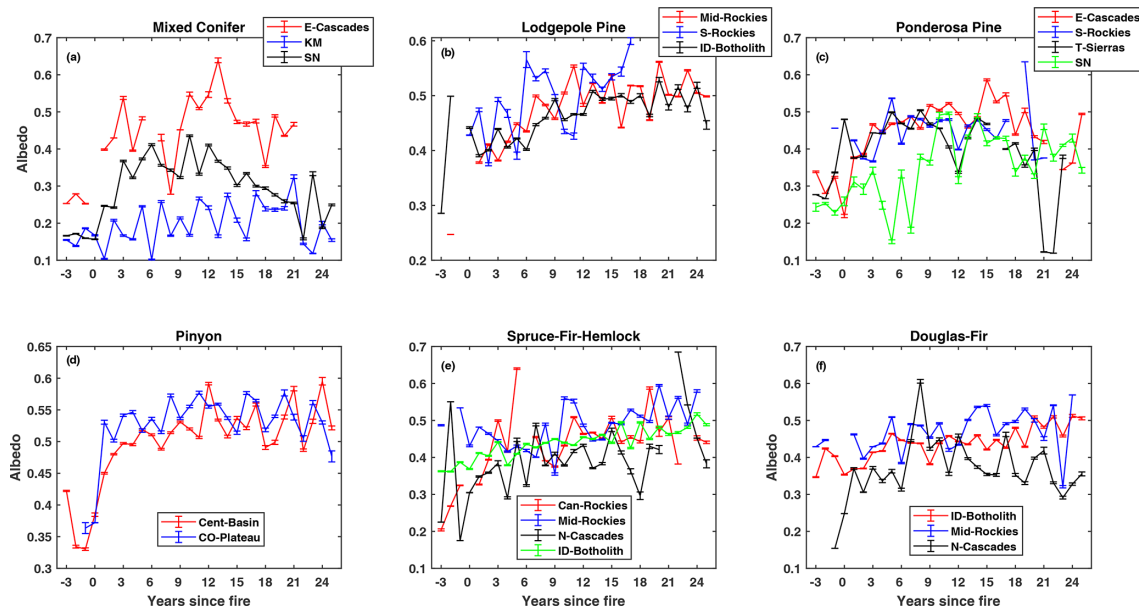 Mixed Conifer
E-Cascades
KM
SN
(a)
Albedo
0.7
0.6
0.5
0.4
0.3
0.2
0.1
-3 0 3 6 9 12 15 18 21 24
Lodgepole Pine
Mid-Rockies
S-Rockies
ID-Botholith
(b)
0.6
0.5
0.4
0.3
0.2
-3 0 3 6 9 12 15 18 21 24
Ponderosa Pine
E-Cascades
S-Rockies
T-Sierras
SN
(c)
0.7
0.6
0.5
0.4
0.3
0.2
0.1
-3 0 3 6 9 12 15 18 21 24
Pinyon
(d)
Albedo
0.65
0.6
0.55
0.5
0.45
0.4
0.35
0.3
Cent-Basin
CO-Plateau
-3 0 3 6 9 12 15 18 21 24
Years since fire
Spruce-Fir-Hemlock
(e)
Albedo
0.7
0.6
0.5
0.4
0.3
0.2
0.1
Can-Rockies
Mid-Rockies
N-Cascades
ID-Botholith
-3 0 3 6 9 12 15 18 21 24
Years since fire
Douglas-Fir
(f)
Albedo
0.7
0.6
0.5
0.4
0.3
0.2
0.1
ID-Botholith
Mid-Rockies
N-Cascades
-3 0 3 6 9 12 15 18 21 24
Years since fire